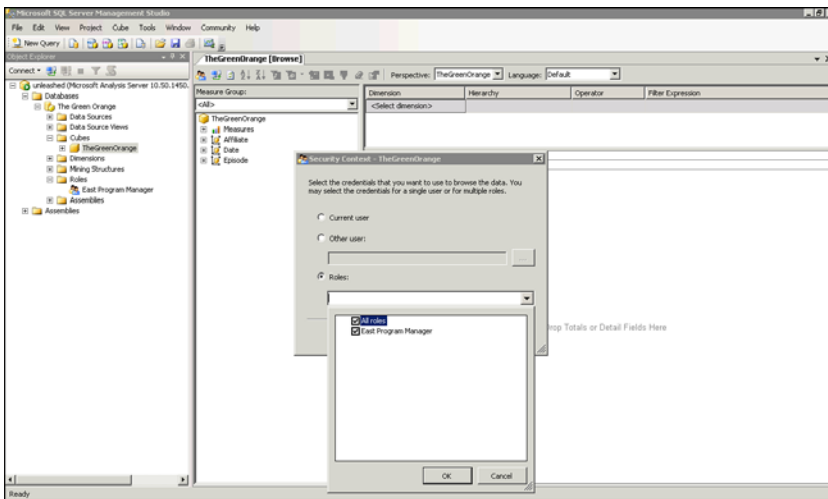 Microsoft SQL Server Management Studio
File Edit View Project Cube Tools Window Community Help
New Query
Object Explorer
Connect
unleashed (Microsoft Analysis Server 10.50.1450.
Databases
The Green Orange
Data Sources
Data Source Views
Cubes
TheGreenOrange
Dimensions
Mining Structures
Roles
East Program Manager
Assemblies
Assemblies
TheGreenOrange [Browse]
Perspective: TheGreenOrange Language: Default
Measure Group:
<All>
TheGreenOrange
Measures
Affiliate
Date
Episode
Dimension Hierarchy Operator Filter Expression
<Select dimension>
Security Context - TheGreenOrange
Select the credentials that you want to use to browse the data. You
may select the credentials for a single user or for multiple roles.
Current user
Other user:
...
Roles:
All roles
East Program Manager
OK Cancel
Drop Totals or Detail Fields Here
Ready